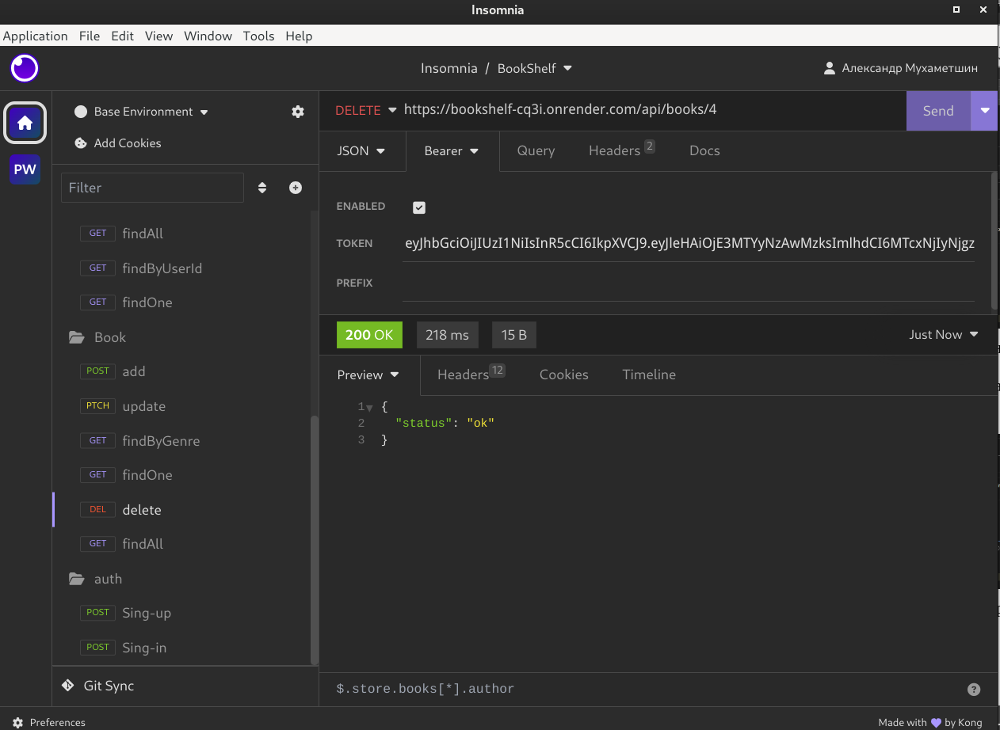 Insomnia
Application File Edit View Window Tools Help
Insomnia / BookShelf
Александр Мухаметшин
PW
Base Environment
Add Cookies
Filter
GET findAll
GET findByUserId
GET findOne
Book
POST add
PTCH update
GET findByGenre
GET findOne
DEL delete
GET findAll
auth
POST Sing-up
POST Sing-in
Git Sync
DELETE https://bookshelf-cq3i.onrender.com/api/books/4 Send
JSON Bearer Query Headers 2 Docs
ENABLED
TOKEN eyJhbGciOiJIUzI1NiIsInR5cCI6IkpXVCJ9.eyJleHAiOjE3MTYyNzAwMzksImlhdCI6MTcxNjIyNjgz
PREFIX
200 OK 218 ms 15 B Just Now
Preview Headers 12 Cookies Timeline
1 {
2 "status": "ok"
3 }
$.store.books[*].author ?
Preferences
Made with 💜 by Kong